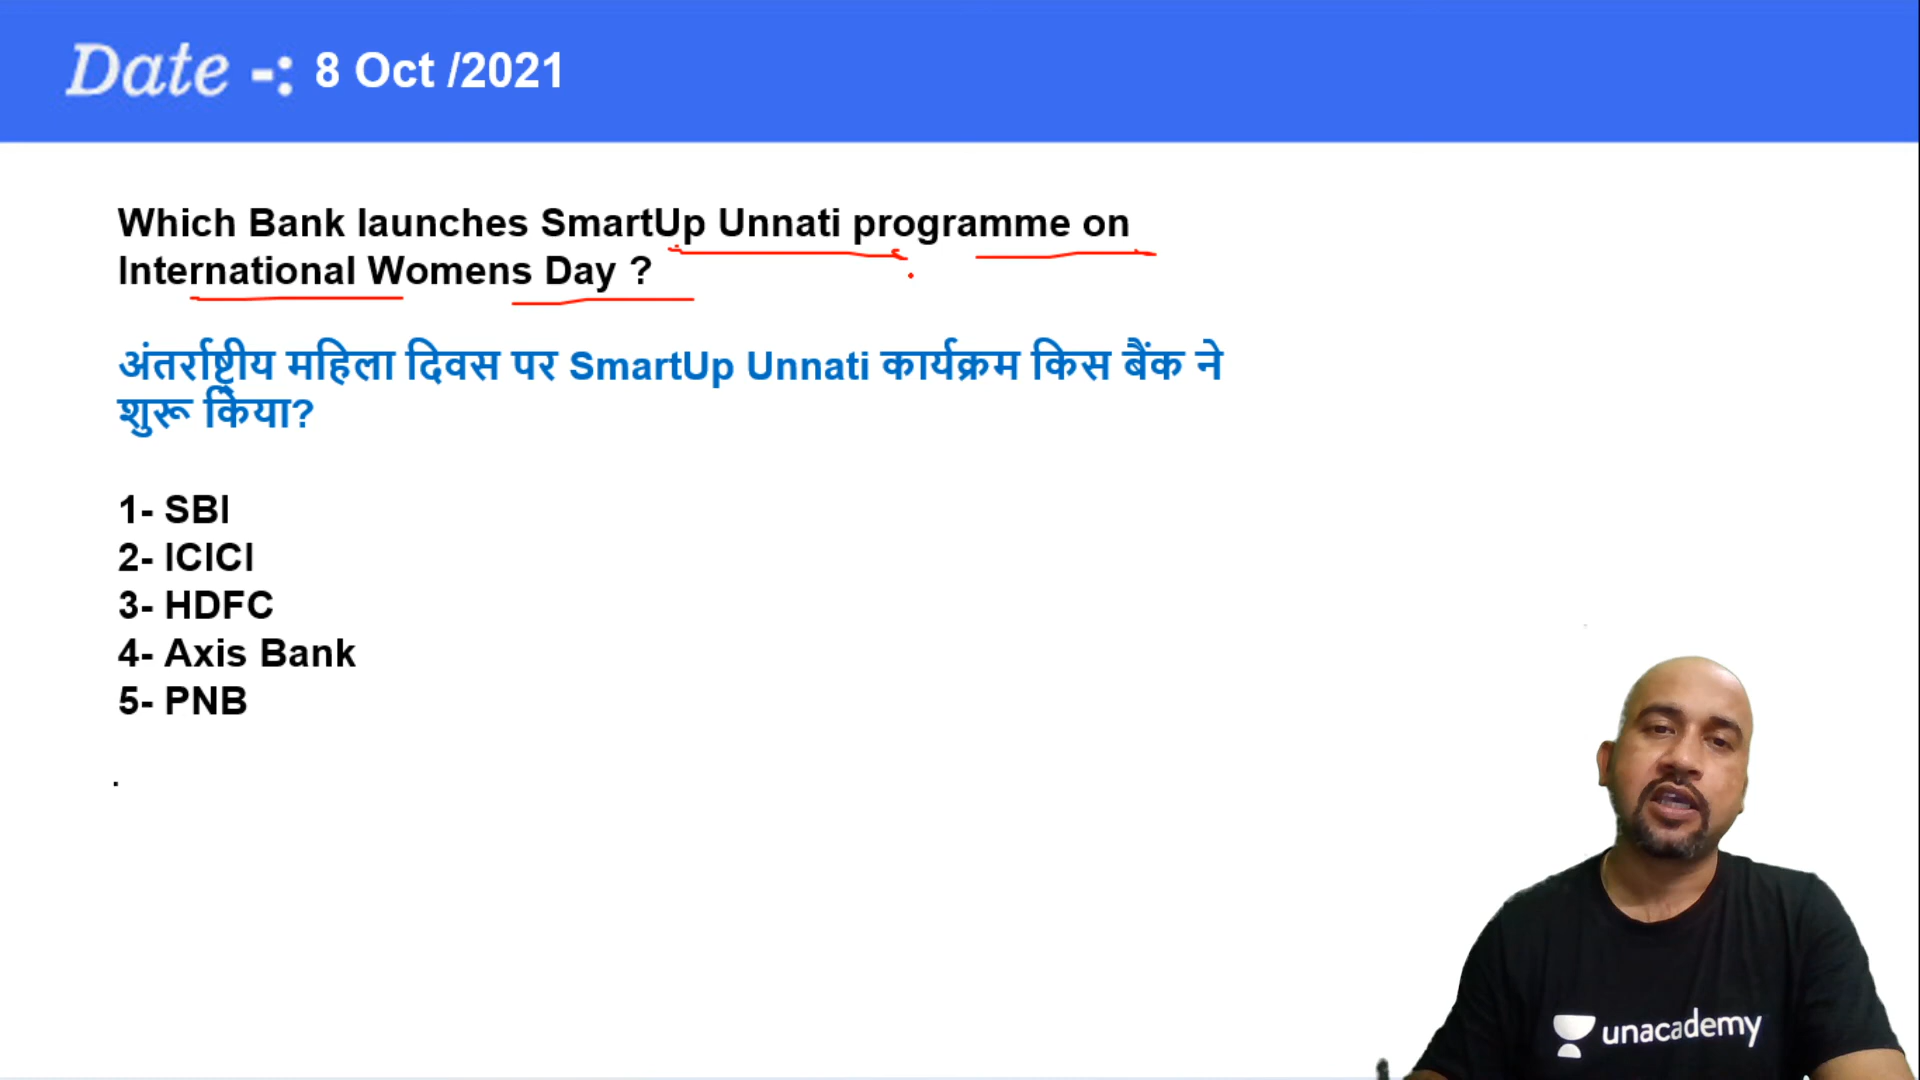 Date -: 8 Oct /2021
Which Bank launches SmartUp Unnati programme on
International Womens Day ?
अंतर्राष्ट्रीय महिला दिवस पर SmartUp Unnati कार्यक्रम किस बैंक ने
शुरू किया?
1- SBI
2- ICICI
3- HDFC
4- Axis Bank
5- PNB
.
unacademy